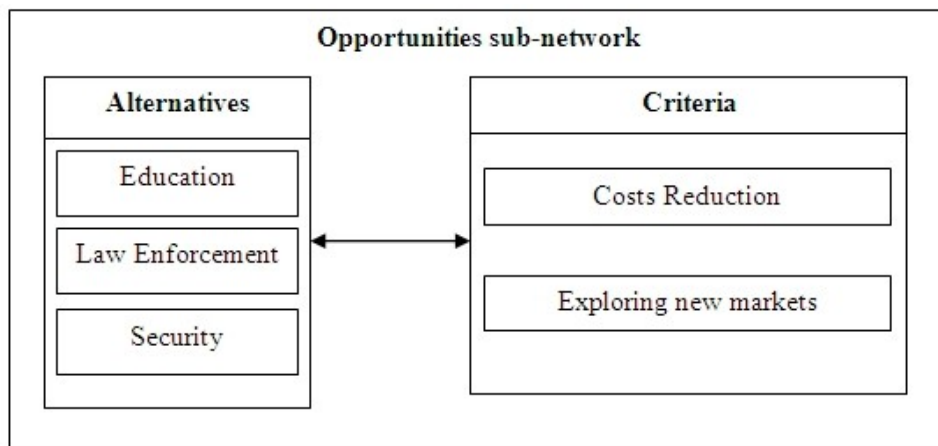 Opportunities sub-network
Alternatives
Education
Law Enforcement
Security
Criteria
Costs Reduction
Exploring new markets